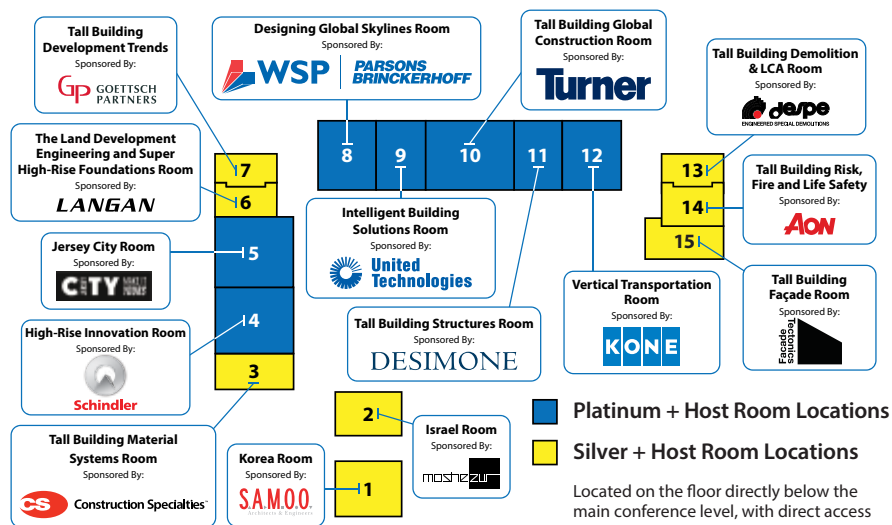 Tall Building
Development Trends
Sponsored By:
GP GOETTSCH
PARTNERS
Designing Global Skylines Room
Sponsored By:
WSP PARSONS
BRINCKERHOFF
Tall Building Global
Construction Room
Sponsored By:
Turner
Tall Building Demolition
& LCA Room
Sponsored By:
despe
ENGINEERED SPECIAL DEMOLITIONS
The Land Development
Engineering and Super
High-Rise Foundations Room
Sponsored By:
LANGAN
7
6
5
4
3
8
9
10
11
12
13
14
15
Tall Building Risk,
Fire and Life Safety
Sponsored By:
AON
Jersey City Room
Sponsored By:
CITY MAKE IT
YOURS
Intelligent Building
Solutions Room
Sponsored By:
United
Technologies
Vertical Transportation
Room
Sponsored By:
KONE
Tall Building
Façade Room
Sponsored By:
Facade
Tectonics
High-Rise Innovation Room
Sponsored By:
Schindler
Tall Building Structures Room
Sponsored By:
DESIMONE
Tall Building Material
Systems Room
Sponsored By:
CS Construction Specialties™
Korea Room
Sponsored By:
S.A.M.O.O.
Architects & Engineers
2
1
Israel Room
Sponsored By:
moshezur
Platinum + Host Room Locations
Silver + Host Room Locations
Located on the floor directly below the
main conference level, with direct access